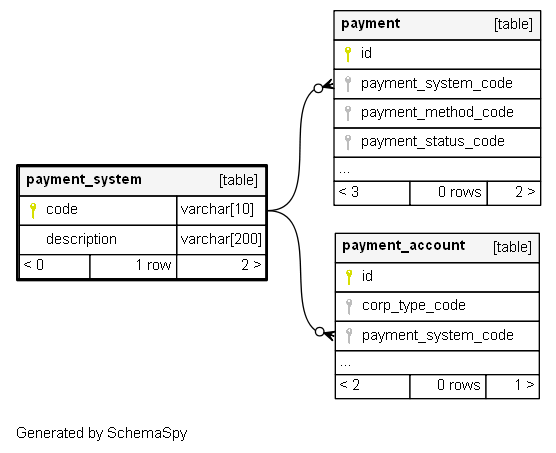 payment [table]
id
payment_system_code
payment_method_code
payment_status_code
...
< 3 0 rows 2 >
payment_system [table]
code varchar[10]
description varchar[200]
< 0 1 row 2 >
payment_account [table]
id
corp_type_code
payment_system_code
...
< 2 0 rows 1 >
Generated by SchemaSpy